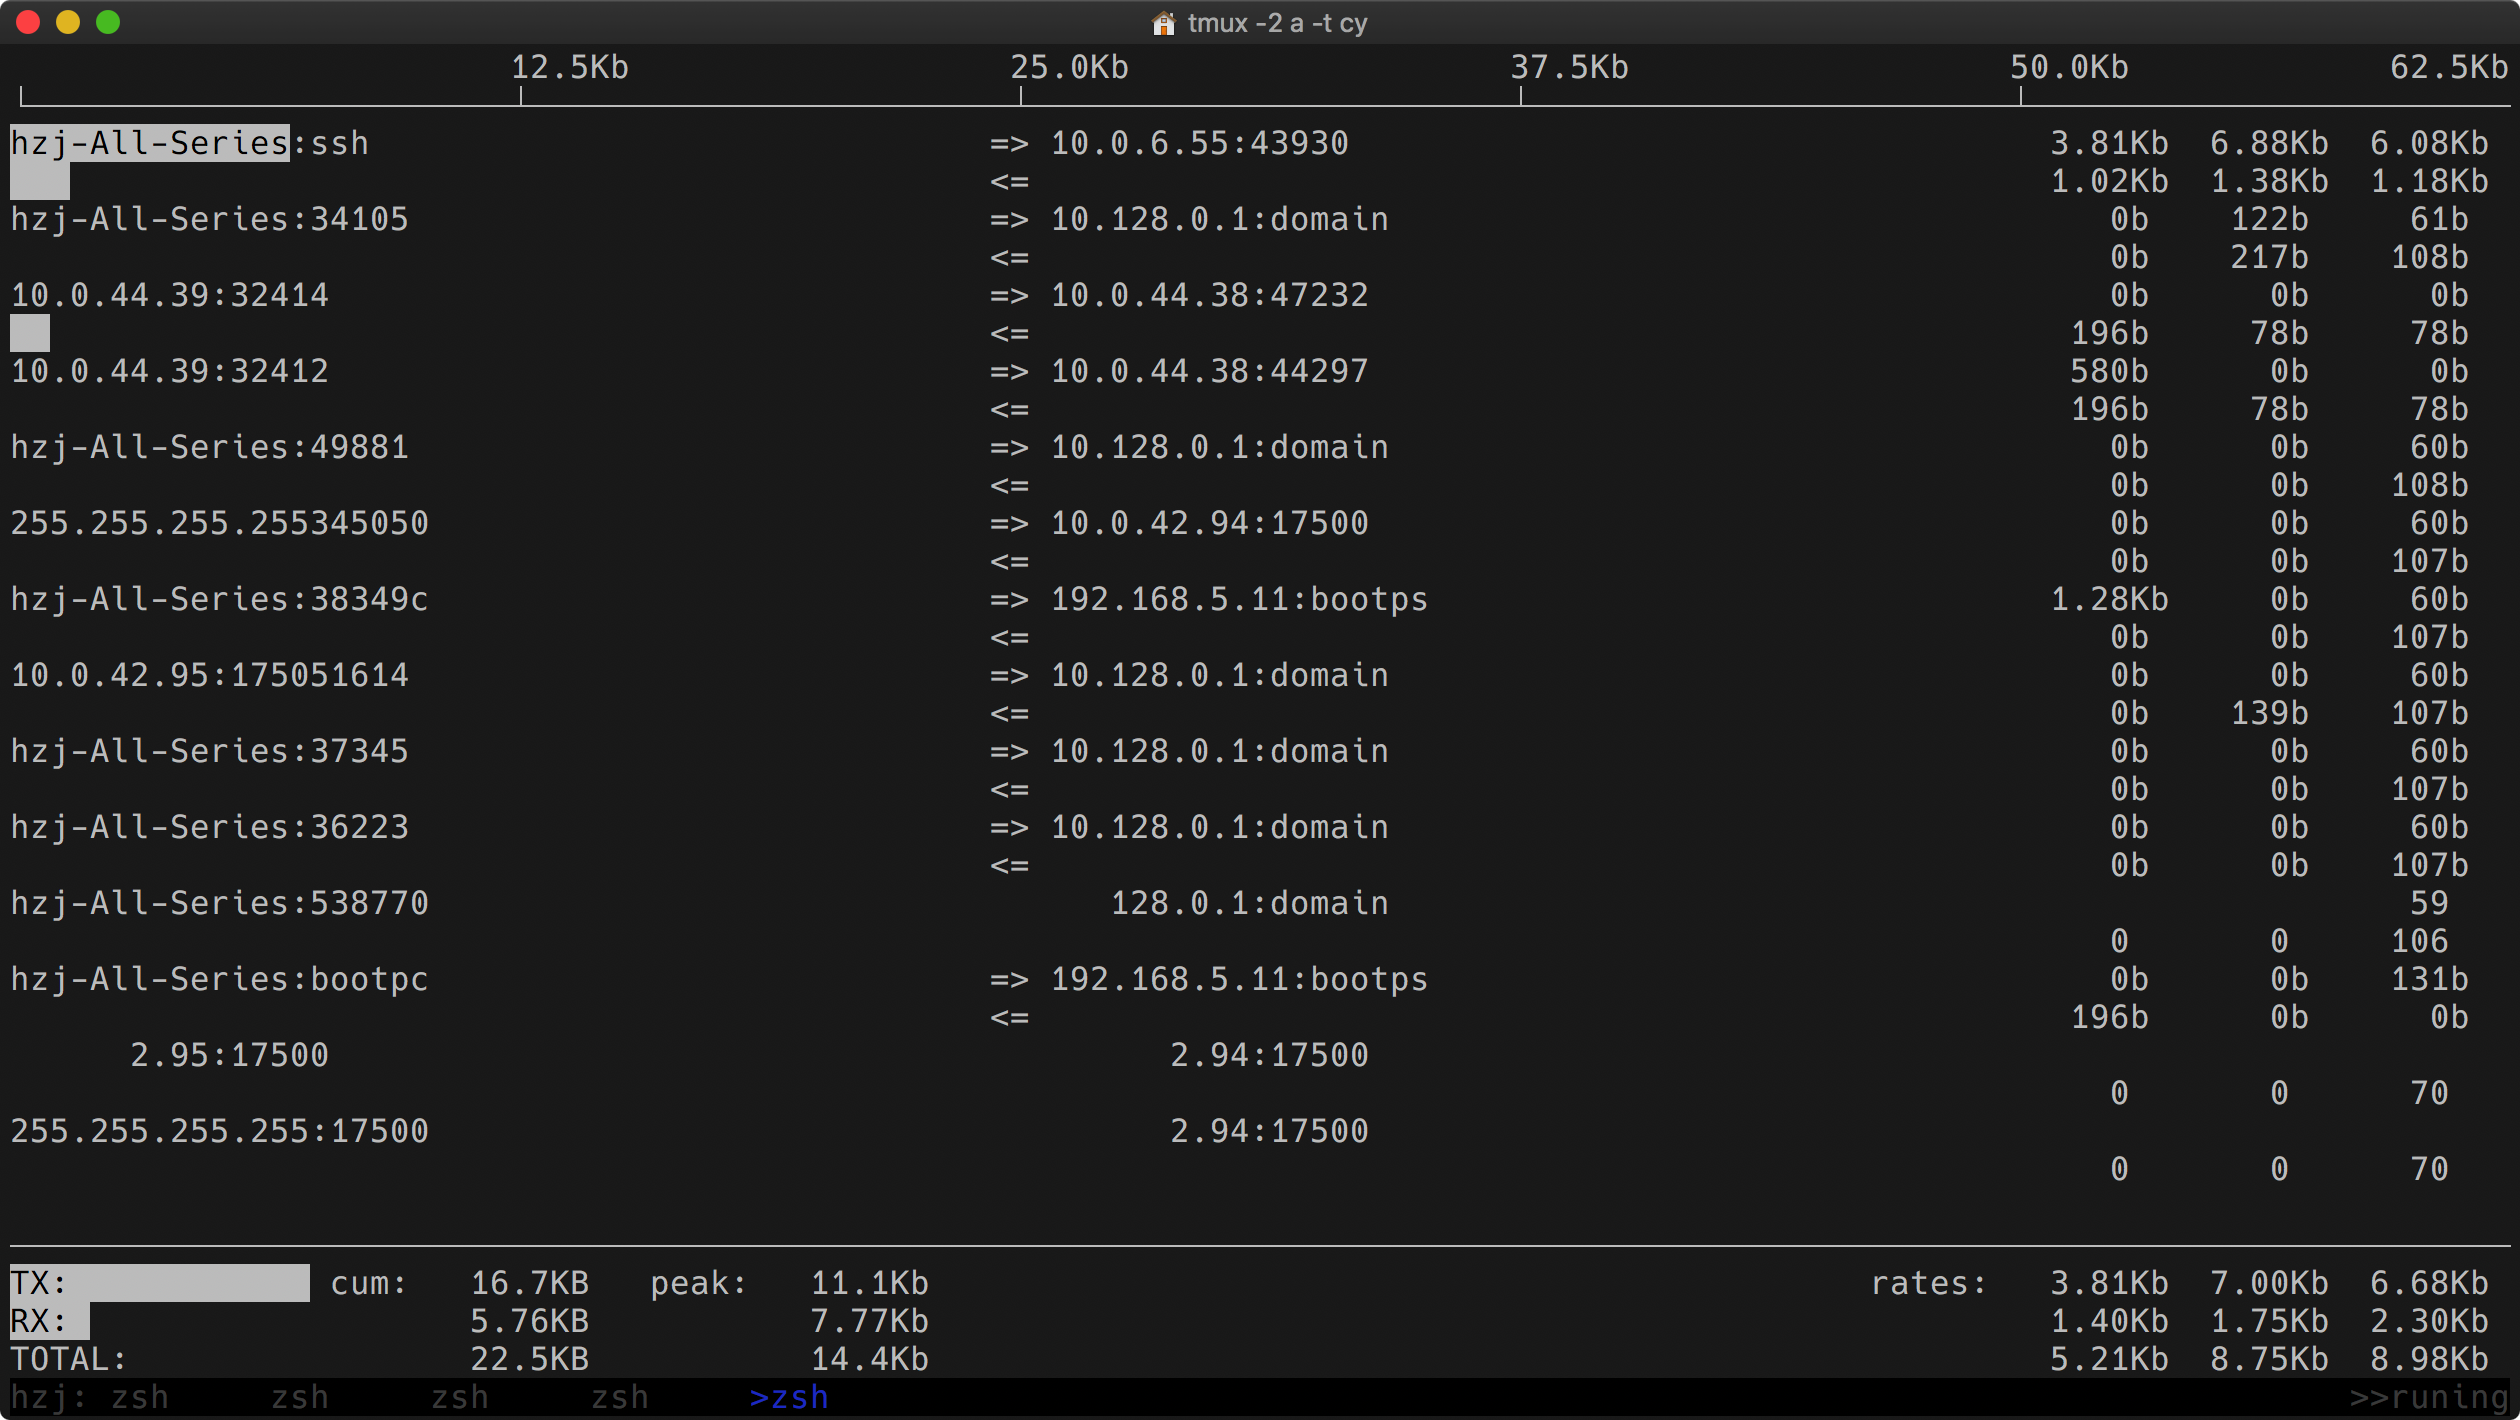 tmux -2 a -t cy
12.5Kb 25.0Kb 37.5Kb 50.0Kb 62.5Kb
hzj-All-Series:ssh => 10.0.6.55:43930 3.81Kb 6.88Kb 6.08Kb
<= 1.02Kb 1.38Kb 1.18Kb
hzj-All-Series:34105 => 10.128.0.1:domain 0b 122b 61b
<= 0b 217b 108b
10.0.44.39:32414 => 10.0.44.38:47232 0b 0b 0b
<= 196b 78b 78b
10.0.44.39:32412 => 10.0.44.38:44297 580b 0b 0b
<= 196b 78b 78b
hzj-All-Series:49881 => 10.128.0.1:domain 0b 0b 60b
<= 0b 0b 108b
255.255.255.255345050 => 10.0.42.94:17500 0b 0b 60b
<= 0b 0b 107b
hzj-All-Series:38349c => 192.168.5.11:bootps 1.28Kb 0b 60b
<= 0b 0b 107b
10.0.42.95:175051614 => 10.128.0.1:domain 0b 0b 60b
<= 0b 139b 107b
hzj-All-Series:37345 => 10.128.0.1:domain 0b 0b 60b
<= 0b 0b 107b
hzj-All-Series:36223 => 10.128.0.1:domain 0b 0b 60b
<= 0b 0b 107b
hzj-All-Series:538770 128.0.1:domain 59
0 0 106
hzj-All-Series:bootpc => 192.168.5.11:bootps 0b 0b 131b
<= 196b 0b 0b
2.95:17500 2.94:17500
0 0 70
255.255.255.255:17500 2.94:17500
0 0 70
TX: cum: 16.7KB peak: 11.1Kb rates: 3.81Kb 7.00Kb 6.68Kb
RX: 5.76KB 7.77Kb 1.40Kb 1.75Kb 2.30Kb
TOTAL: 22.5KB 14.4Kb 5.21Kb 8.75Kb 8.98Kb
hzj: zsh zsh zsh zsh >zsh >>runing